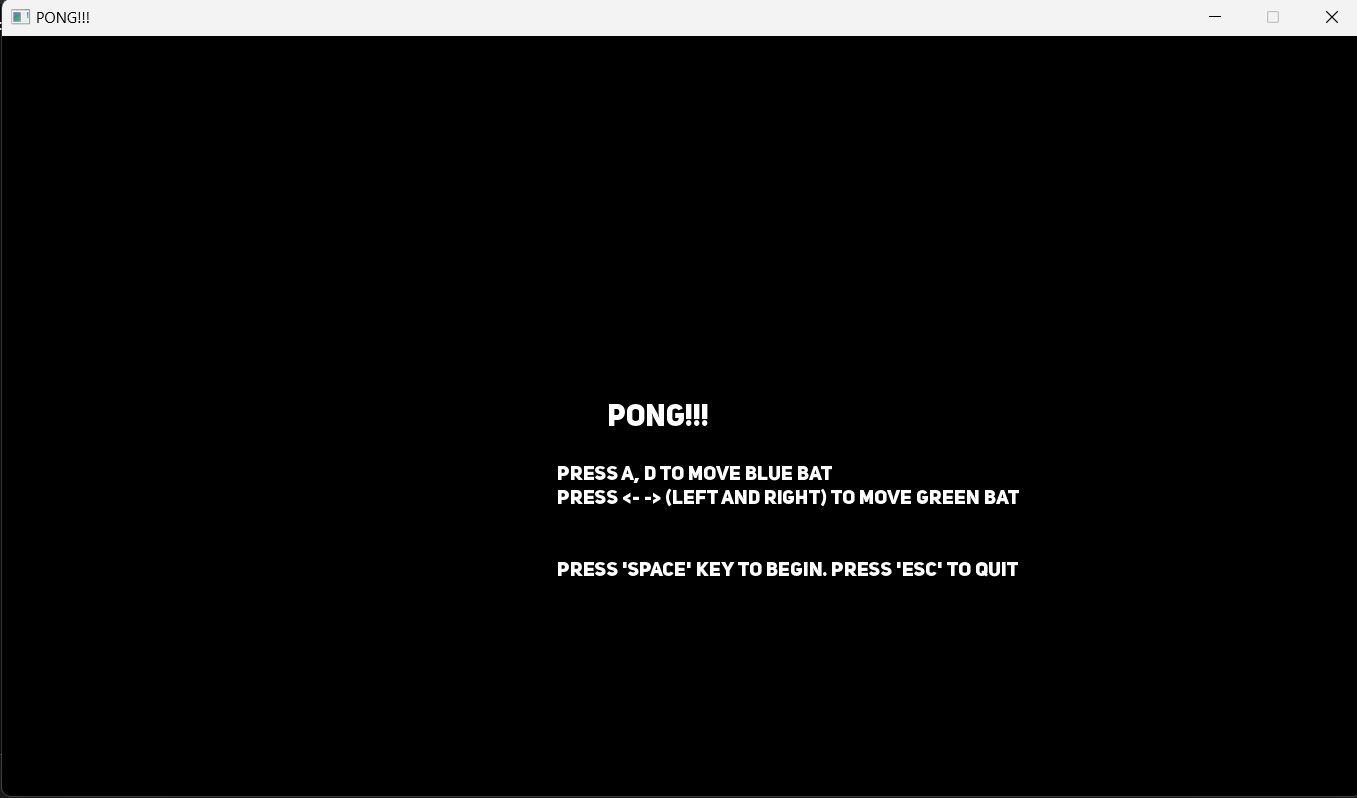 PONG!!!
PONG!!!
PRESS A, D TO MOVE BLUE BAT
PRESS <- -> (LEFT AND RIGHT) TO MOVE GREEN BAT
PRESS 'SPACE' KEY TO BEGIN. PRESS 'ESC' TO QUIT